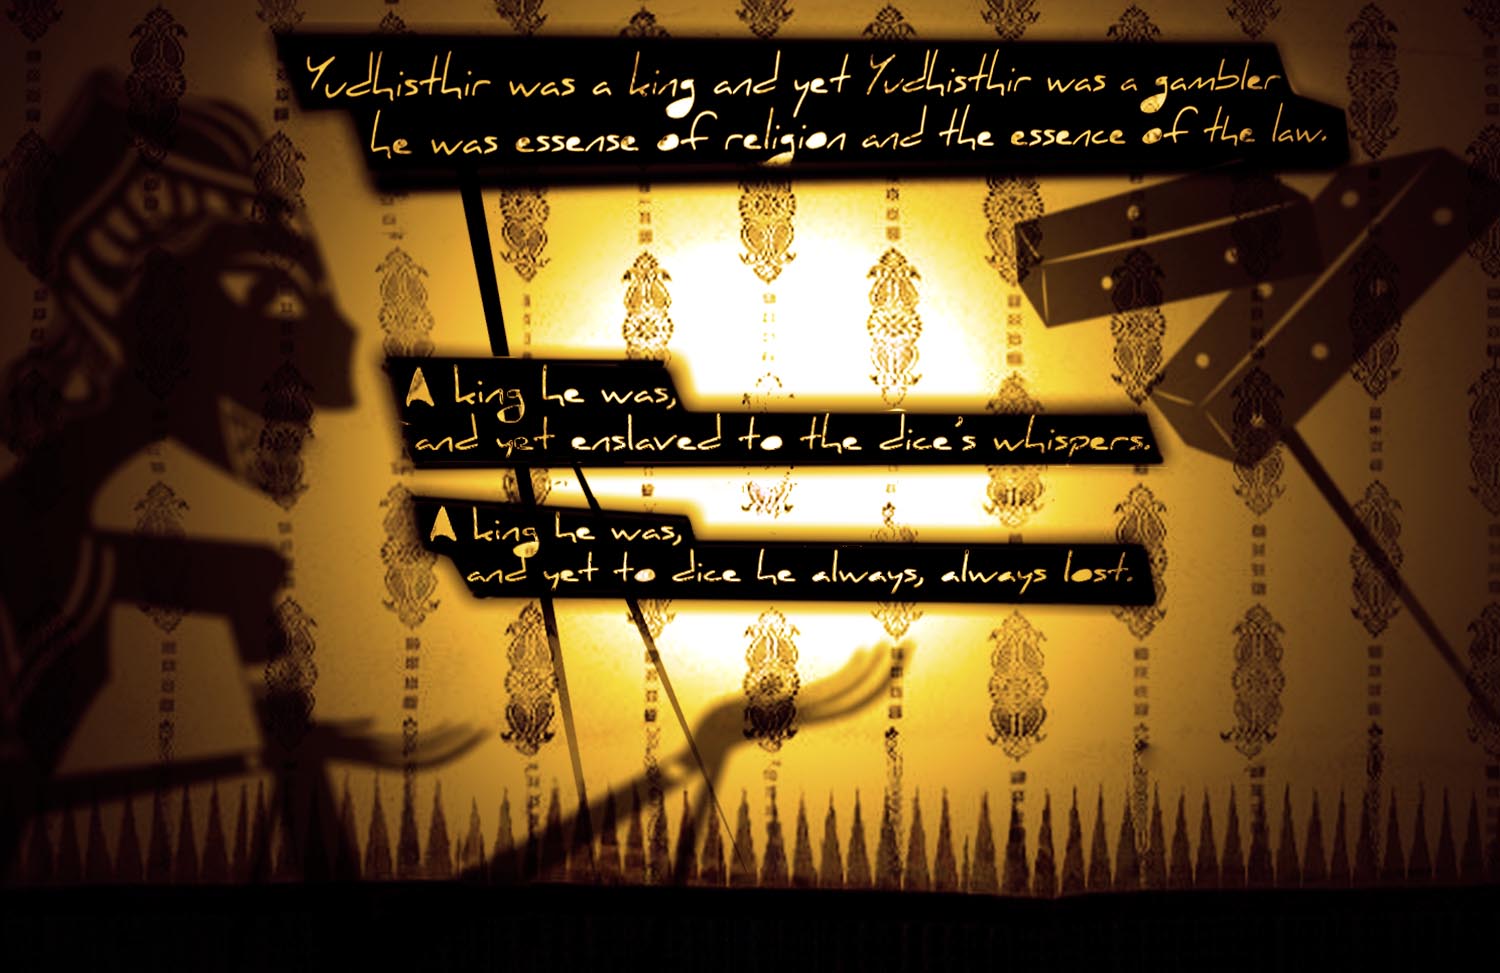 Yudhisthir was a king and yet Yudhisthir was a gambler
he was essense of religion and the essence of the law.
A king he was,
and yet enslaved to the dice's whispers.
A king he was,
and yet to dice he always, always lost.